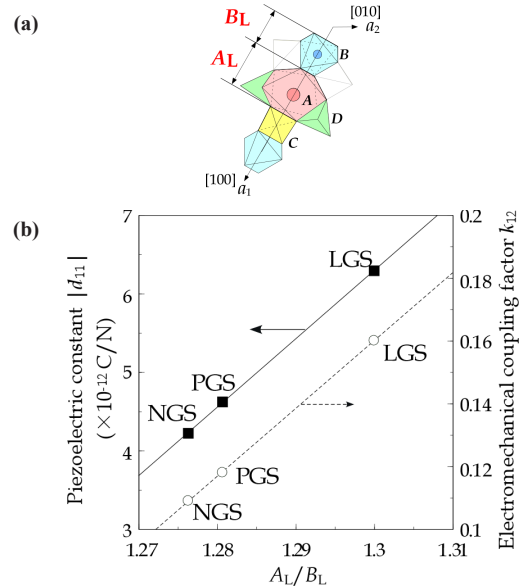 (a)
[010]
a2
BL
AL
B
A
D
C
[100]
a1
(b)
Piezoelectric constant |d11|
(×10-12 C/N)
7
6
5
4
3
1.27
1.28
1.29
1.3
1.31
AL/BL
0.2
0.18
0.16
0.14
0.12
0.1
Electromechanical coupling factor k12
LGS
PGS
NGS
LGS
PGS
NGS